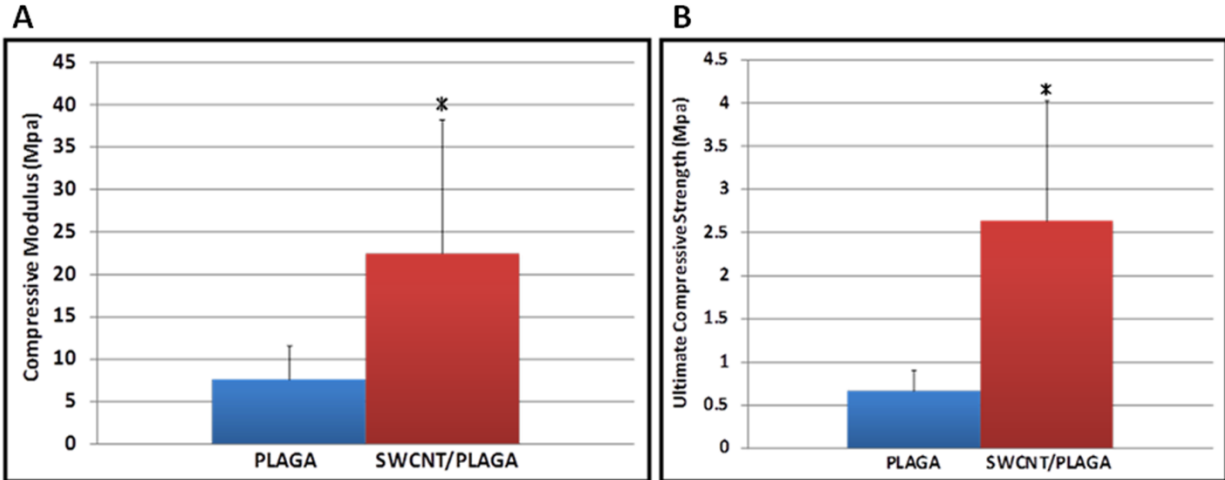 A
Compressive Modulus (Mpa)
45
40
35
30
25
20
15
10
5
0
*
PLAGA
SWCNT/PLAGA
B
Ultimate Compressive Strength (Mpa)
4.5
4
3.5
3
2.5
2
1.5
1
0.5
0
*
PLAGA
SWCNT/PLAGA